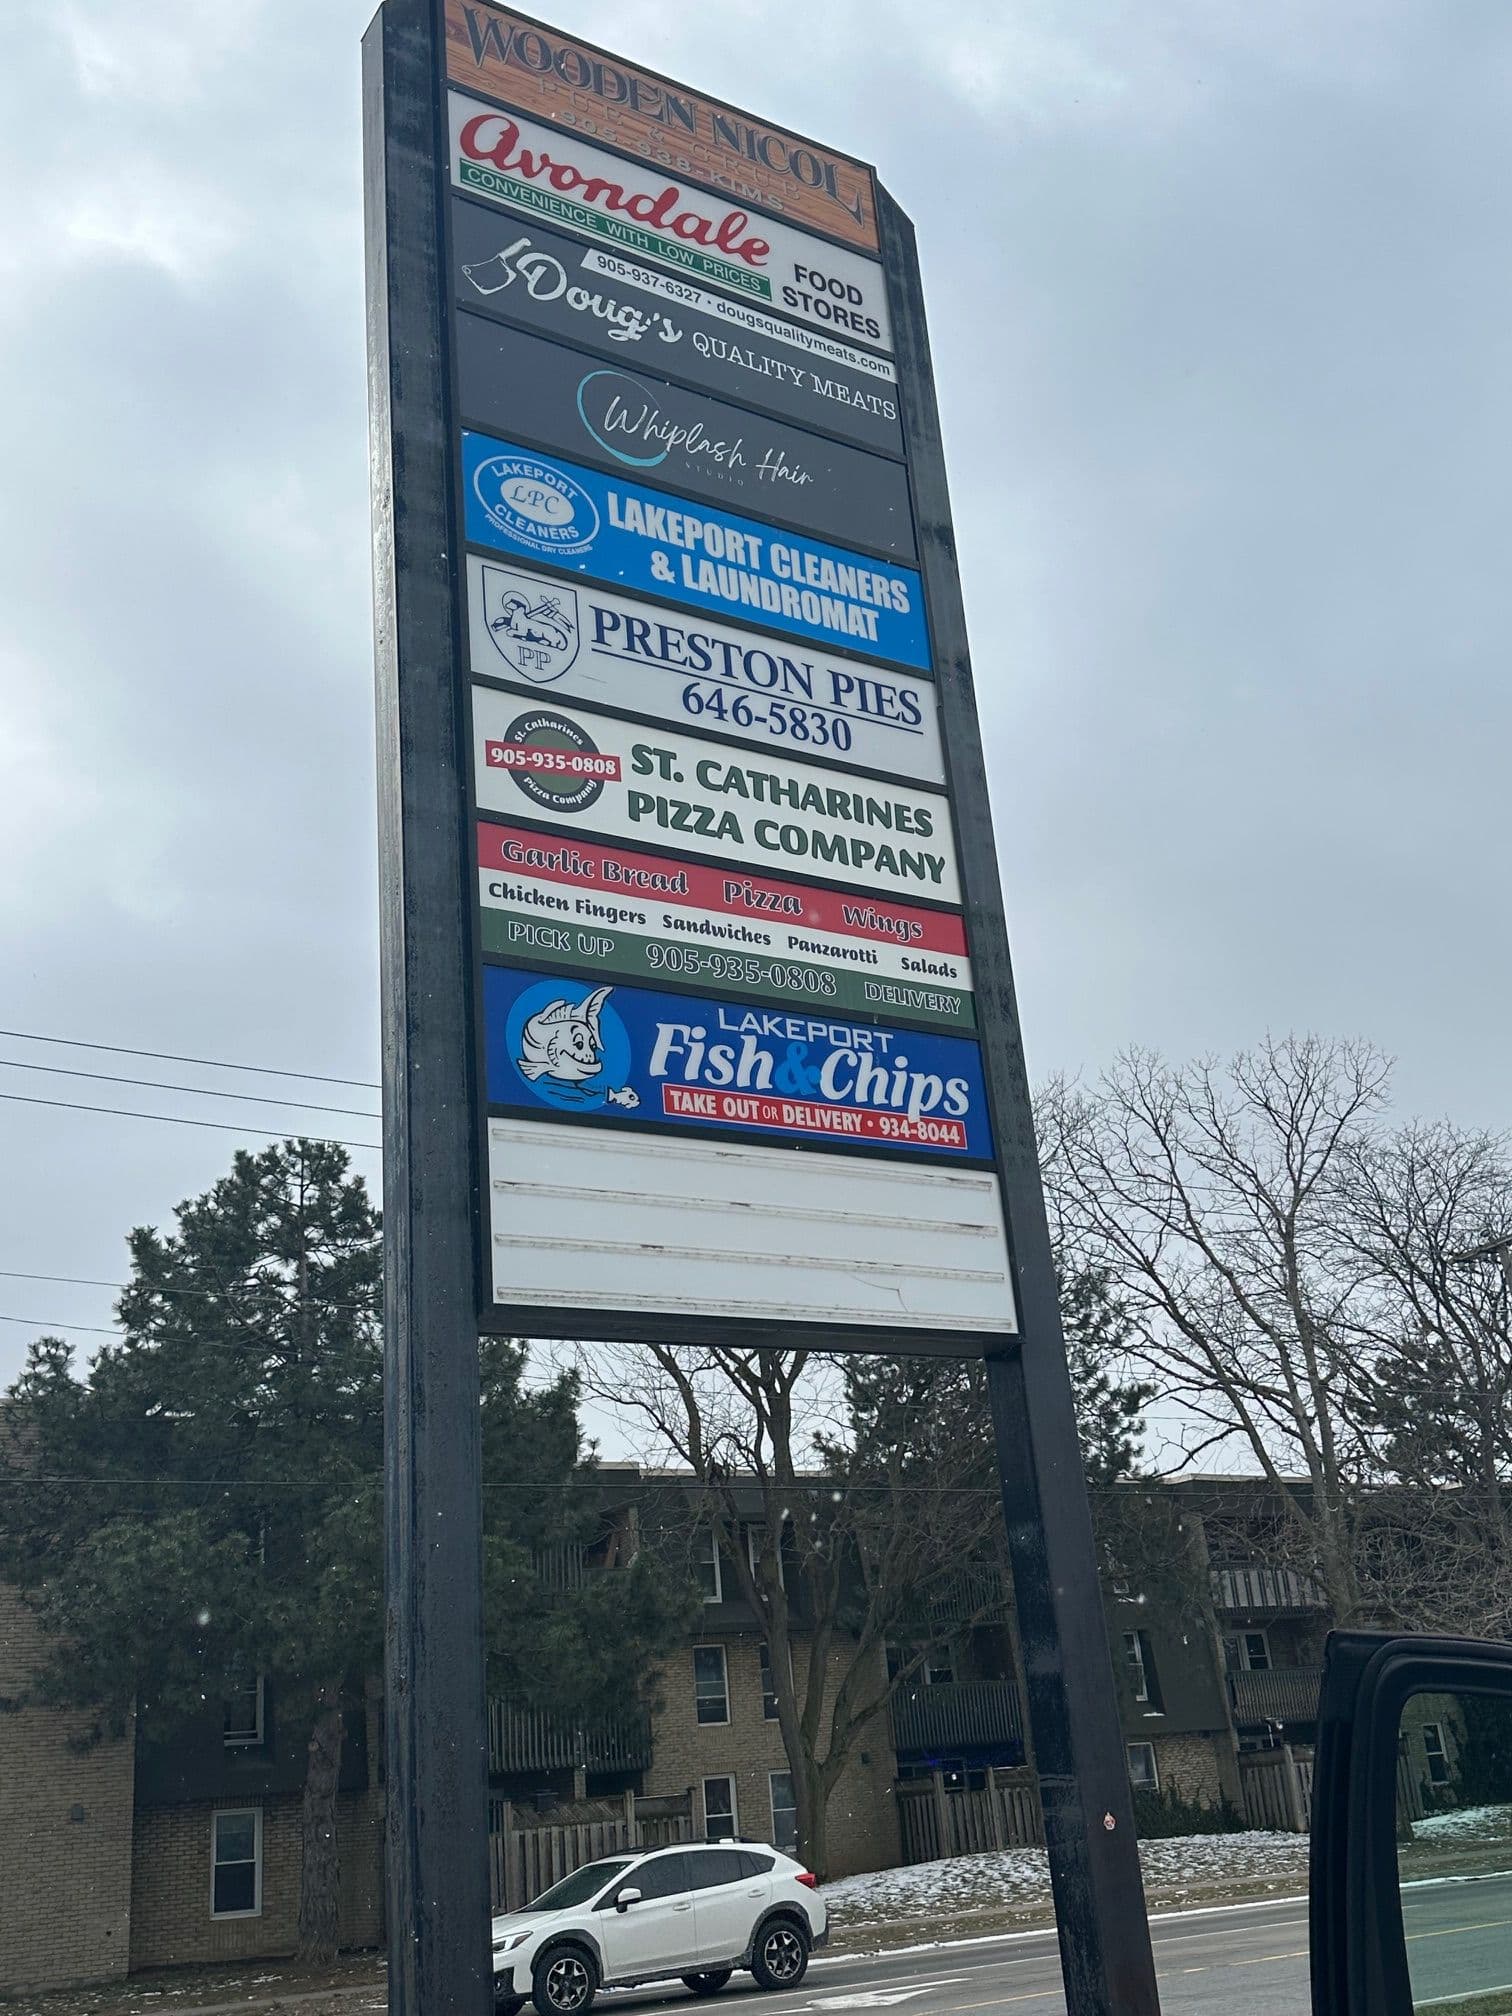 WOODEN NICOL
PUB & GRUB
905-938-KIMS
Avondale
CONVENIENCE WITH LOW PRICES
FOOD
STORES
905-937-6327 · dougsqualitymeats.com
Doug's QUALITY MEATS
Whiplash Hair
STUDIO
LAKEPORT
LPC
CLEANERS
PROFESSIONAL DRY CLEANERS
LAKEPORT CLEANERS
& LAUNDROMAT
PP
PRESTON PIES
646-5830
St. Catharines
905-935-0808
Pizza Company
ST. CATHARINES
PIZZA COMPANY
Garlic Bread Pizza Wings
Chicken Fingers Sandwiches Panzarotti Salads
PICK UP 905-935-0808 DELIVERY
LAKEPORT
Fish & Chips
TAKE OUT OR DELIVERY • 934-8044